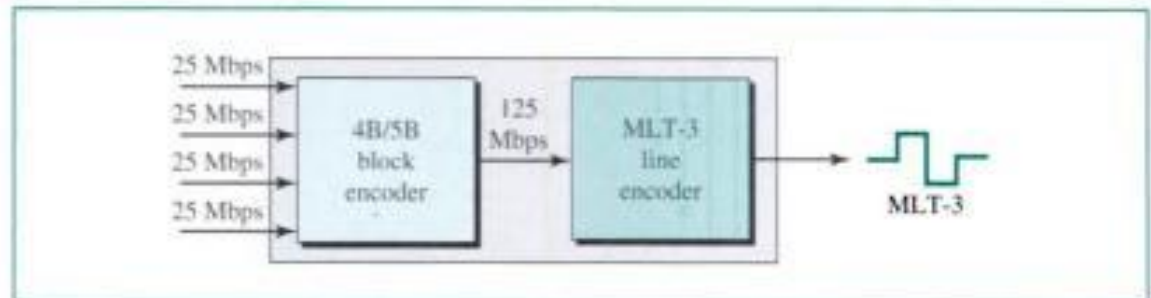 25 Mbps
25 Mbps
25 Mbps
25 Mbps
4B/5B
block
encoder
125
Mbps
MLT-3
line
encoder
MLT-3